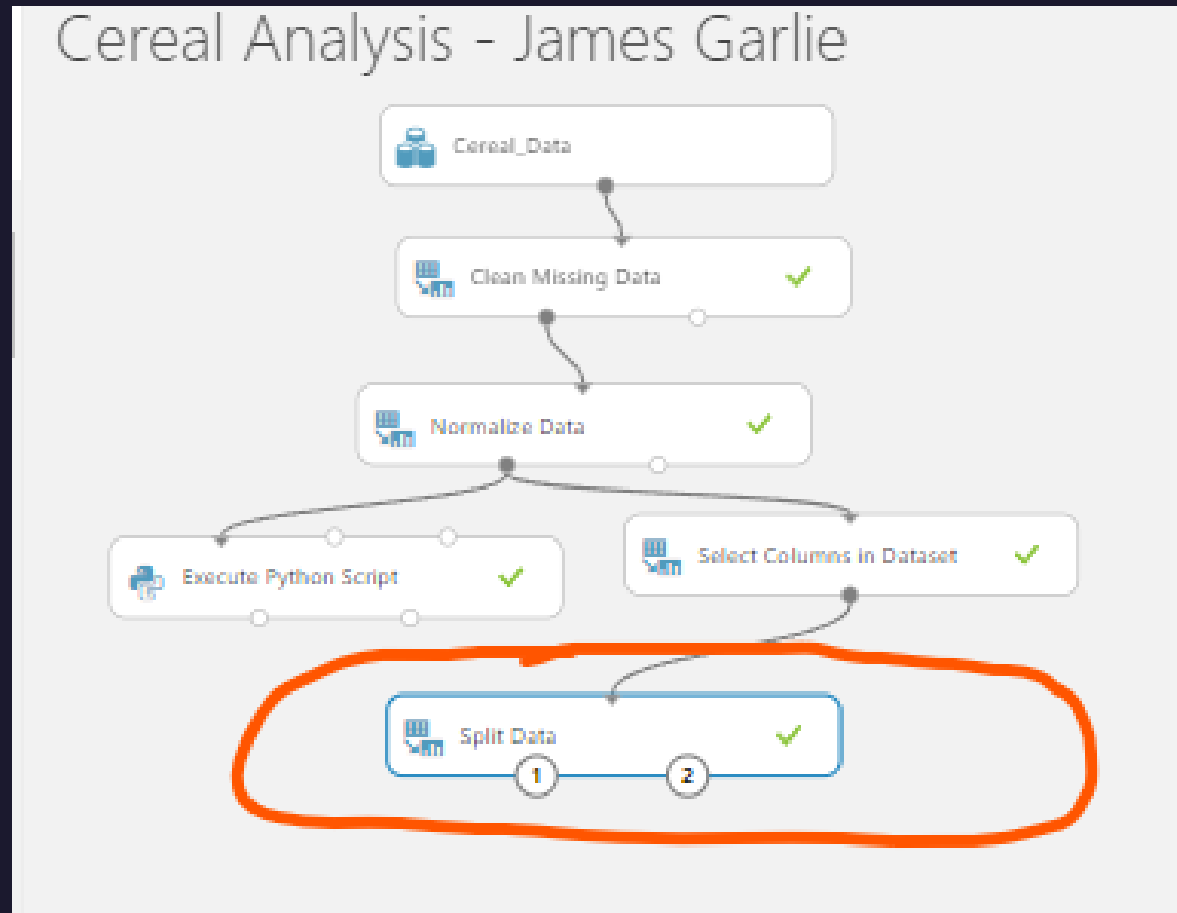 Cereal Analysis - James Garlie
Cereal_Data
Clean Missing Data
Normalize Data
Execute Python Script
Select Columns in Dataset
Split Data
1
2